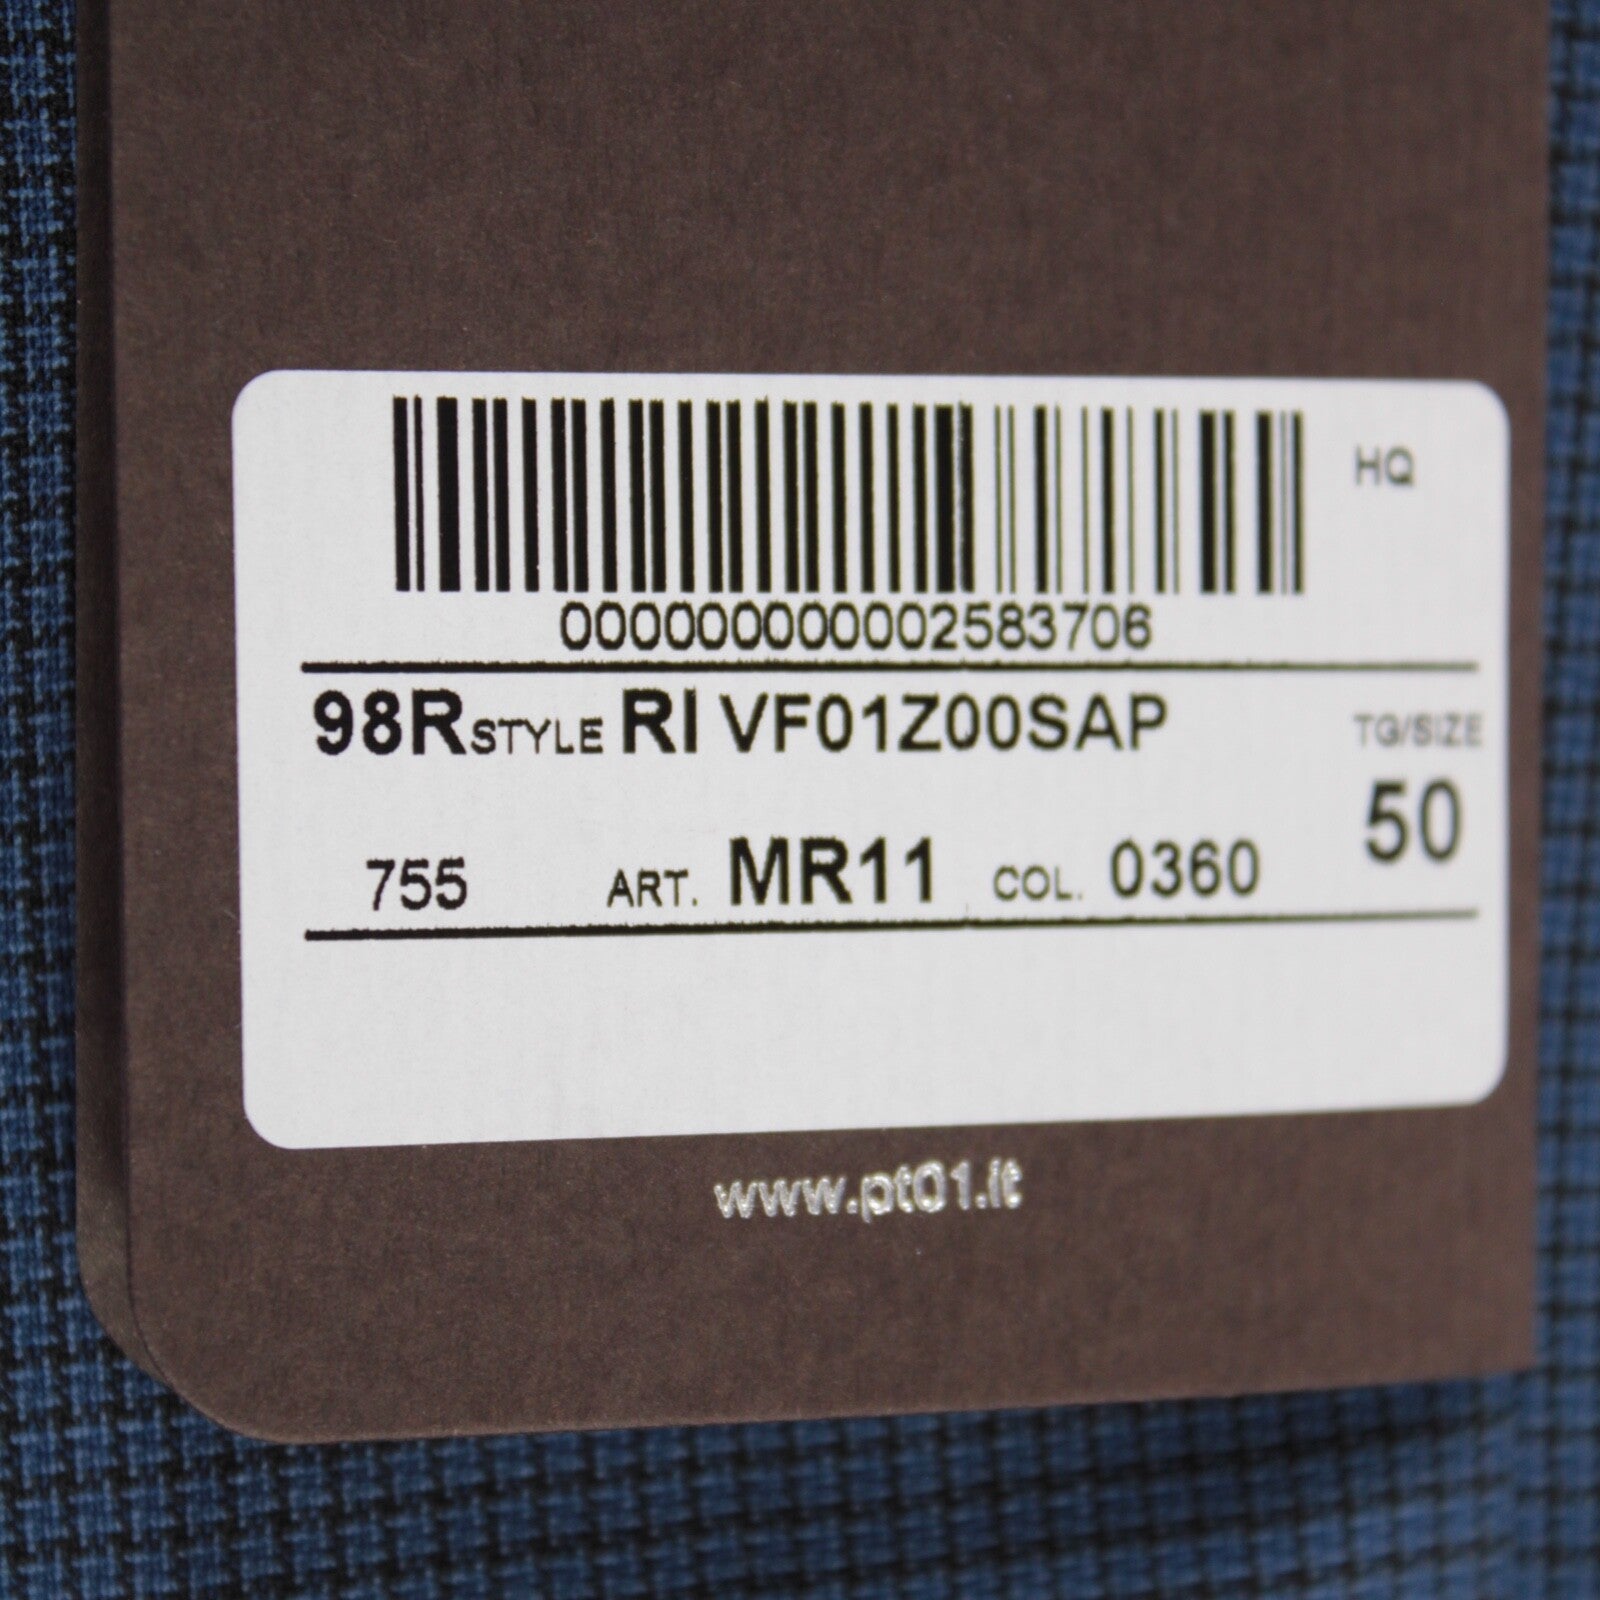 HQ
000000000002583706
98R STYLE RI VF01Z00SAP
TG/SIZE
50
755 ART. MR11 COL. 0360
www.pt01.it